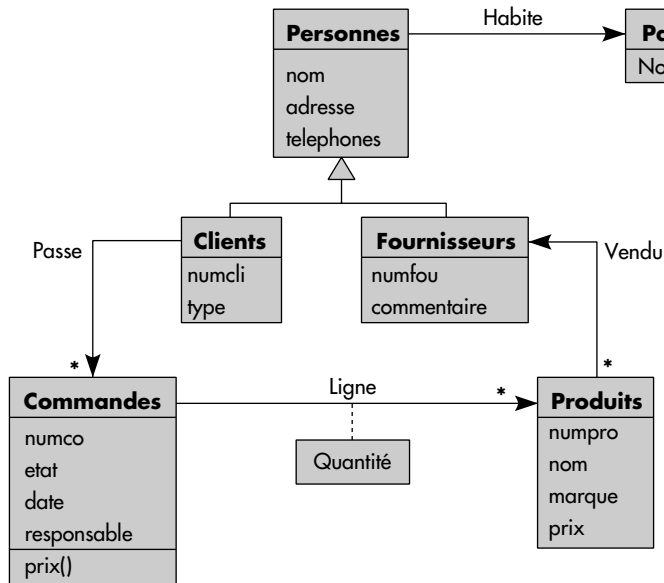 Personnes
nom
adresse
telephones
Habite
Clients
numcli
type
Fournisseurs
numfou
commentaire
Passe
Vendu
*
*
Commandes
numco
etat
date
responsable
prix()
Ligne
*
Quantité
Produits
numpro
nom
marque
prix